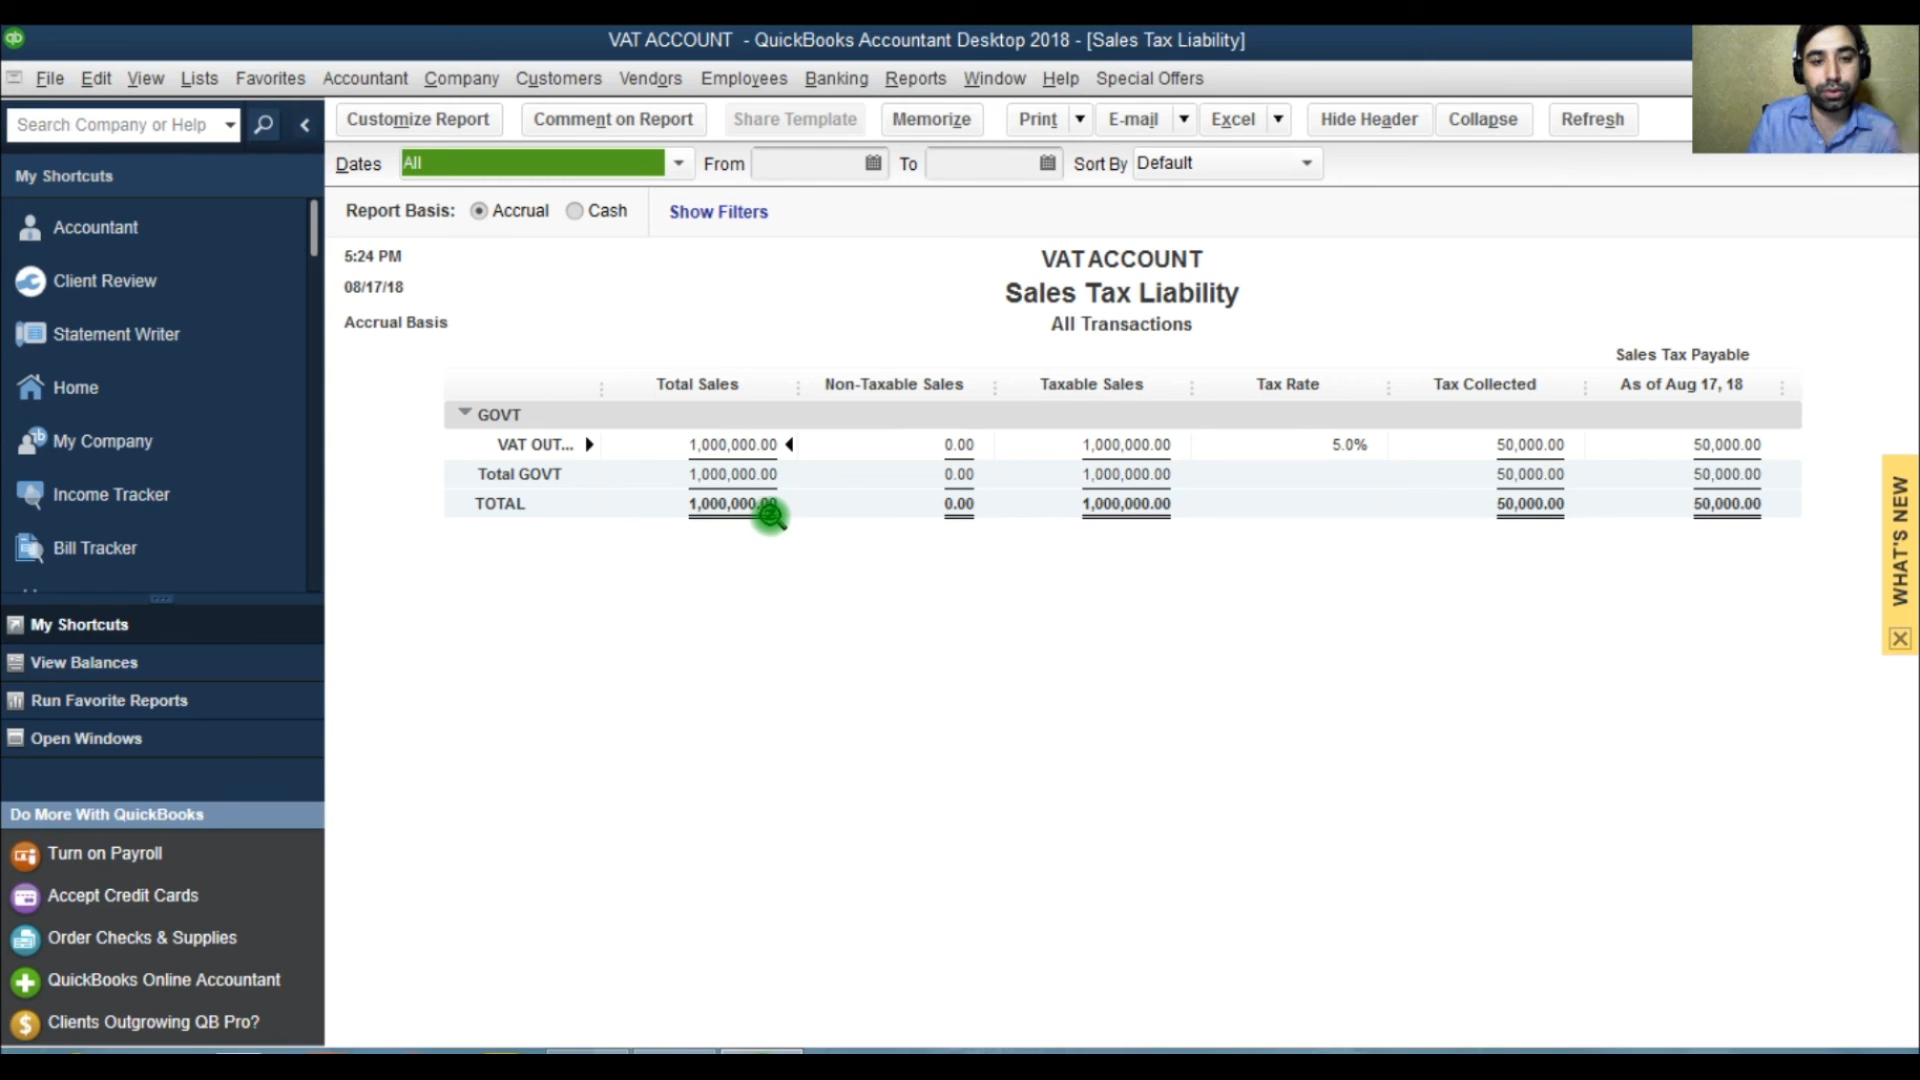 qb
VAT ACCOUNT - QuickBooks Accountant Desktop 2018 - [Sales Tax Liability]
File Edit View Lists Favorites Accountant Company Customers Vendors Employees Banking Reports Window Help Special Offers
Search Company or Help
Customize Report Comment on Report Share Template Memorize Print E-mail Excel Hide Header Collapse Refresh
Dates All From To Sort By Default
Report Basis: Accrual Cash Show Filters
My Shortcuts
Accountant
Client Review
Statement Writer
Home
My Company
Income Tracker
Bill Tracker
My Shortcuts
View Balances
Run Favorite Reports
Open Windows
Do More With QuickBooks
Turn on Payroll
Accept Credit Cards
Order Checks & Supplies
QuickBooks Online Accountant
Clients Outgrowing QB Pro?
5:24 PM
08/17/18
Accrual Basis
VAT ACCOUNT
Sales Tax Liability
All Transactions
Sales Tax Payable
Total Sales Non-Taxable Sales Taxable Sales Tax Rate Tax Collected As of Aug 17, 18
GOVT
VAT OUT... 1,000,000.00 0.00 1,000,000.00 5.0% 50,000.00 50,000.00
Total GOVT 1,000,000.00 0.00 1,000,000.00 50,000.00 50,000.00
TOTAL 1,000,000.00 0.00 1,000,000.00 50,000.00 50,000.00
WHAT'S NEW